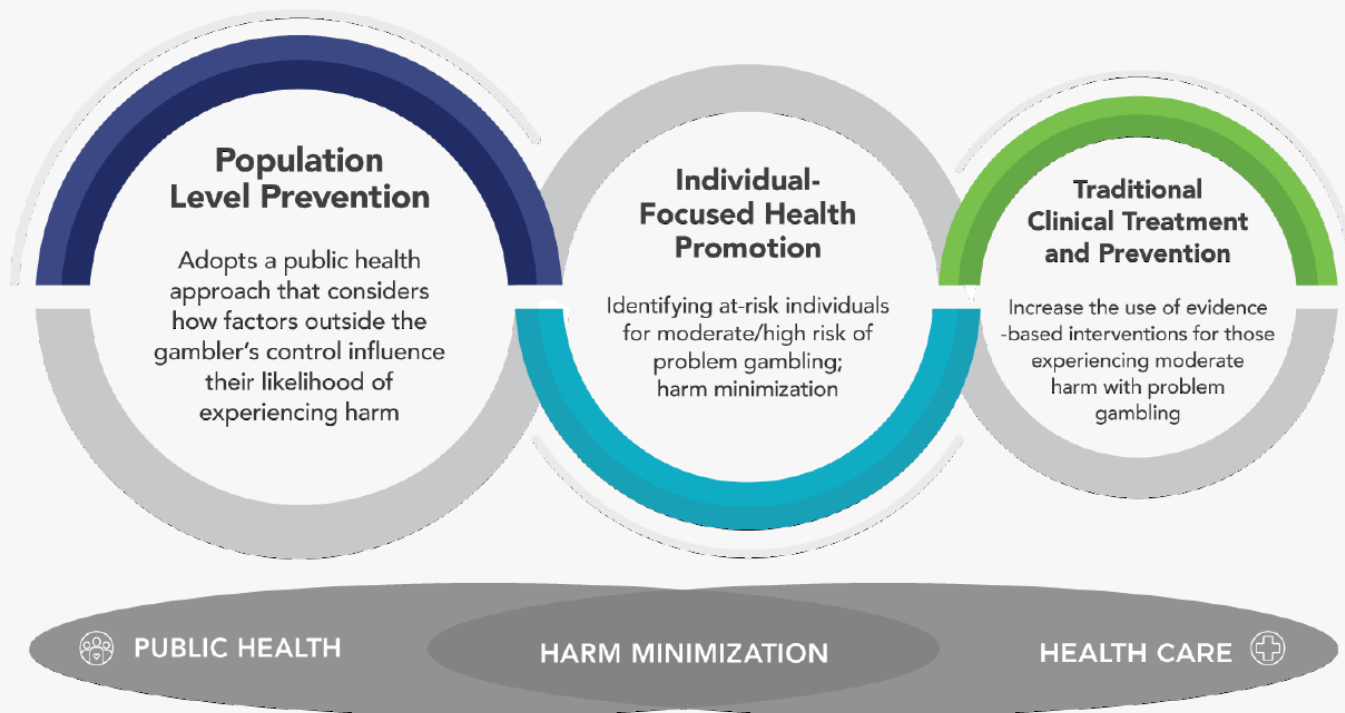 Population
Level Prevention
Adopts a public health
approach that considers
how factors outside the
gambler's control influence
their likelihood of
experiencing harm
Individual-
Focused Health
Promotion
Identifying at-risk individuals
for moderate/high risk of
problem gambling;
harm minimization
Traditional
Clinical Treatment
and Prevention
Increase the use of evidence
-based interventions for those
experiencing moderate
harm with problem
gambling
PUBLIC HEALTH
HARM MINIMIZATION
HEALTH CARE